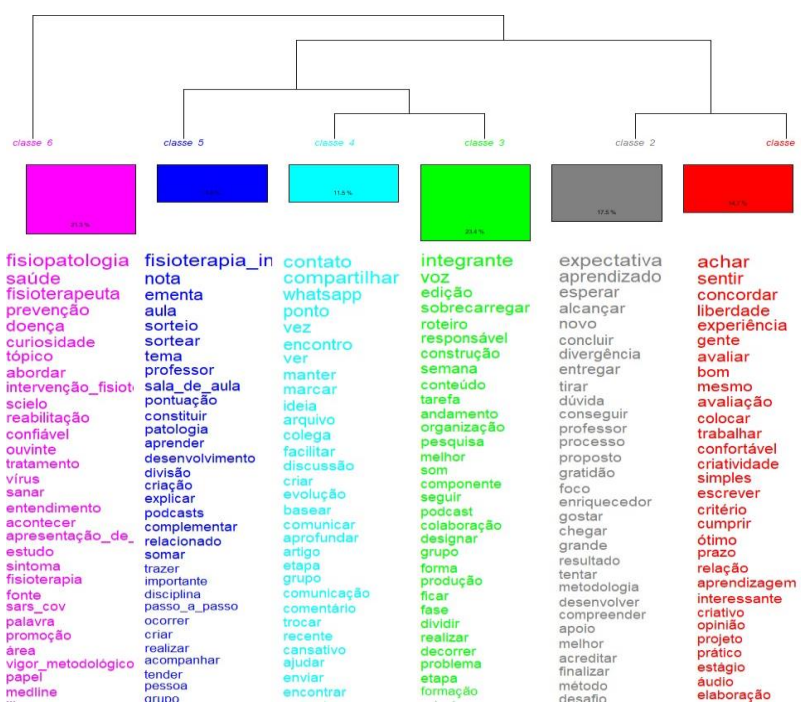 classe 6
classe 5
classe 4
classe 3
classe 2
classe
11.5 %
23.4 %
17.5 %
fisiopatologia
saúde
fisioterapeuta
prevenção
doença
curiosidade
tópico
abordar
intervenção_fisiot
scielo
reabilitação
confiável
ouvinte
tratamento
vírus
sanar
entendimento
acontecer
apresentação_de_
estudo
sintoma
fisioterapia
fonte
sars_cov
palavra
promoção
área
vigor_metodológico
papel
medline
fisioterapia_in
nota
ementa
aula
sorteio
sortear
tema
professor
sala_de_aula
pontuação
constituir
patologia
aprender
desenvolvimento
divisão
criação
explicar
podcasts
complementar
relacionado
somar
trazer
importante
disciplina
passo_a_passo
ocorrer
criar
realizar
acompanhar
tender
pessoa
grupo
contato
compartilhar
whatsapp
ponto
vez
encontro
ver
manter
marcar
ideia
arquivo
colega
facilitar
discussão
criar
evolução
basear
comunicar
aprofundar
artigo
etapa
grupo
comunicação
comentário
trocar
recente
cansativo
ajudar
enviar
encontrar
integrante
voz
edição
sobrecarregar
roteiro
responsável
construção
semana
conteúdo
tarefa
andamento
organização
pesquisa
melhor
som
componente
seguir
podcast
colaboração
designar
grupo
forma
produção
ficar
fase
dividir
realizar
decorrer
problema
etapa
formação
expectativa
aprendizado
esperar
alcançar
novo
concluir
divergência
entregar
tirar
dúvida
conseguir
professor
processo
proposto
gratidão
foco
enriquecedor
gostar
chegar
grande
resultado
tentar
metodologia
desenvolver
compreender
apoio
melhor
acreditar
finalizar
método
desafio
achar
sentir
concordar
liberdade
experiência
gente
avaliar
bom
mesmo
avaliação
colocar
trabalhar
confortável
criatividade
simples
escrever
critério
cumprir
ótimo
prazo
relação
aprendizagem
interessante
criativo
opinião
projeto
prático
estágio
áudio
elaboração